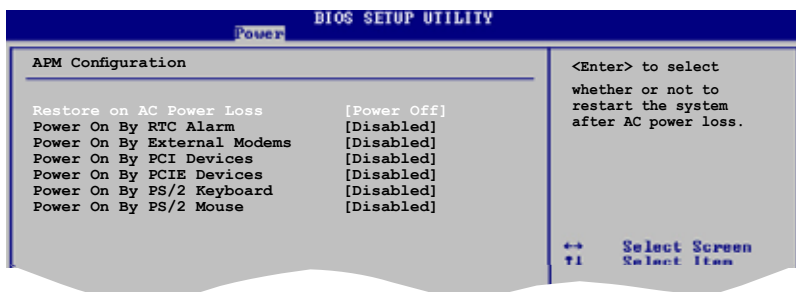 BIOS SETUP UTILITY
Power
APM Configuration
Restore on AC Power Loss [Power Off]
Power On By RTC Alarm [Disabled]
Power On By External Modems [Disabled]
Power On By PCI Devices [Disabled]
Power On By PCIE Devices [Disabled]
Power On By PS/2 Keyboard [Disabled]
Power On By PS/2 Mouse [Disabled]
<Enter> to select
whether or not to
restart the system
after AC power loss.
↔ Select Screen
↑↓ Select Item